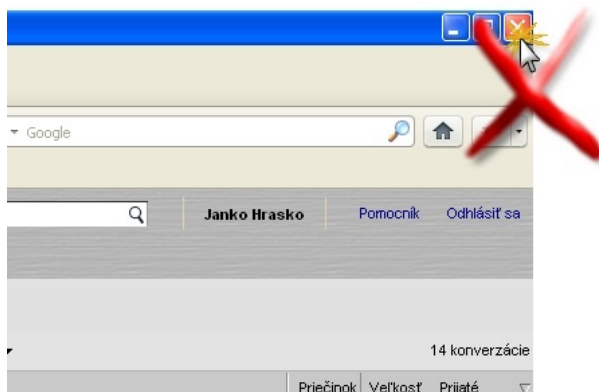 Google
Janko Hrasko Pomocník Odhlásiť sa
14 konverzácie
Priečinok Veľkosť Prijaté